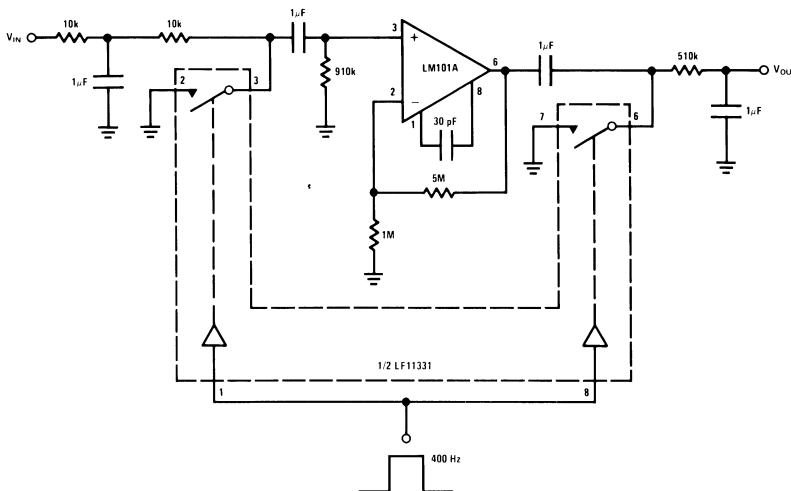 10k
10k
1μF
3
+
1μF
VIN
LM101A
6
510k
VOU
1μF
2
3
910k
2
−
8
1
30 pF
7
6
1μF
5M
1M
1/2 LF11331
1
8
400 Hz